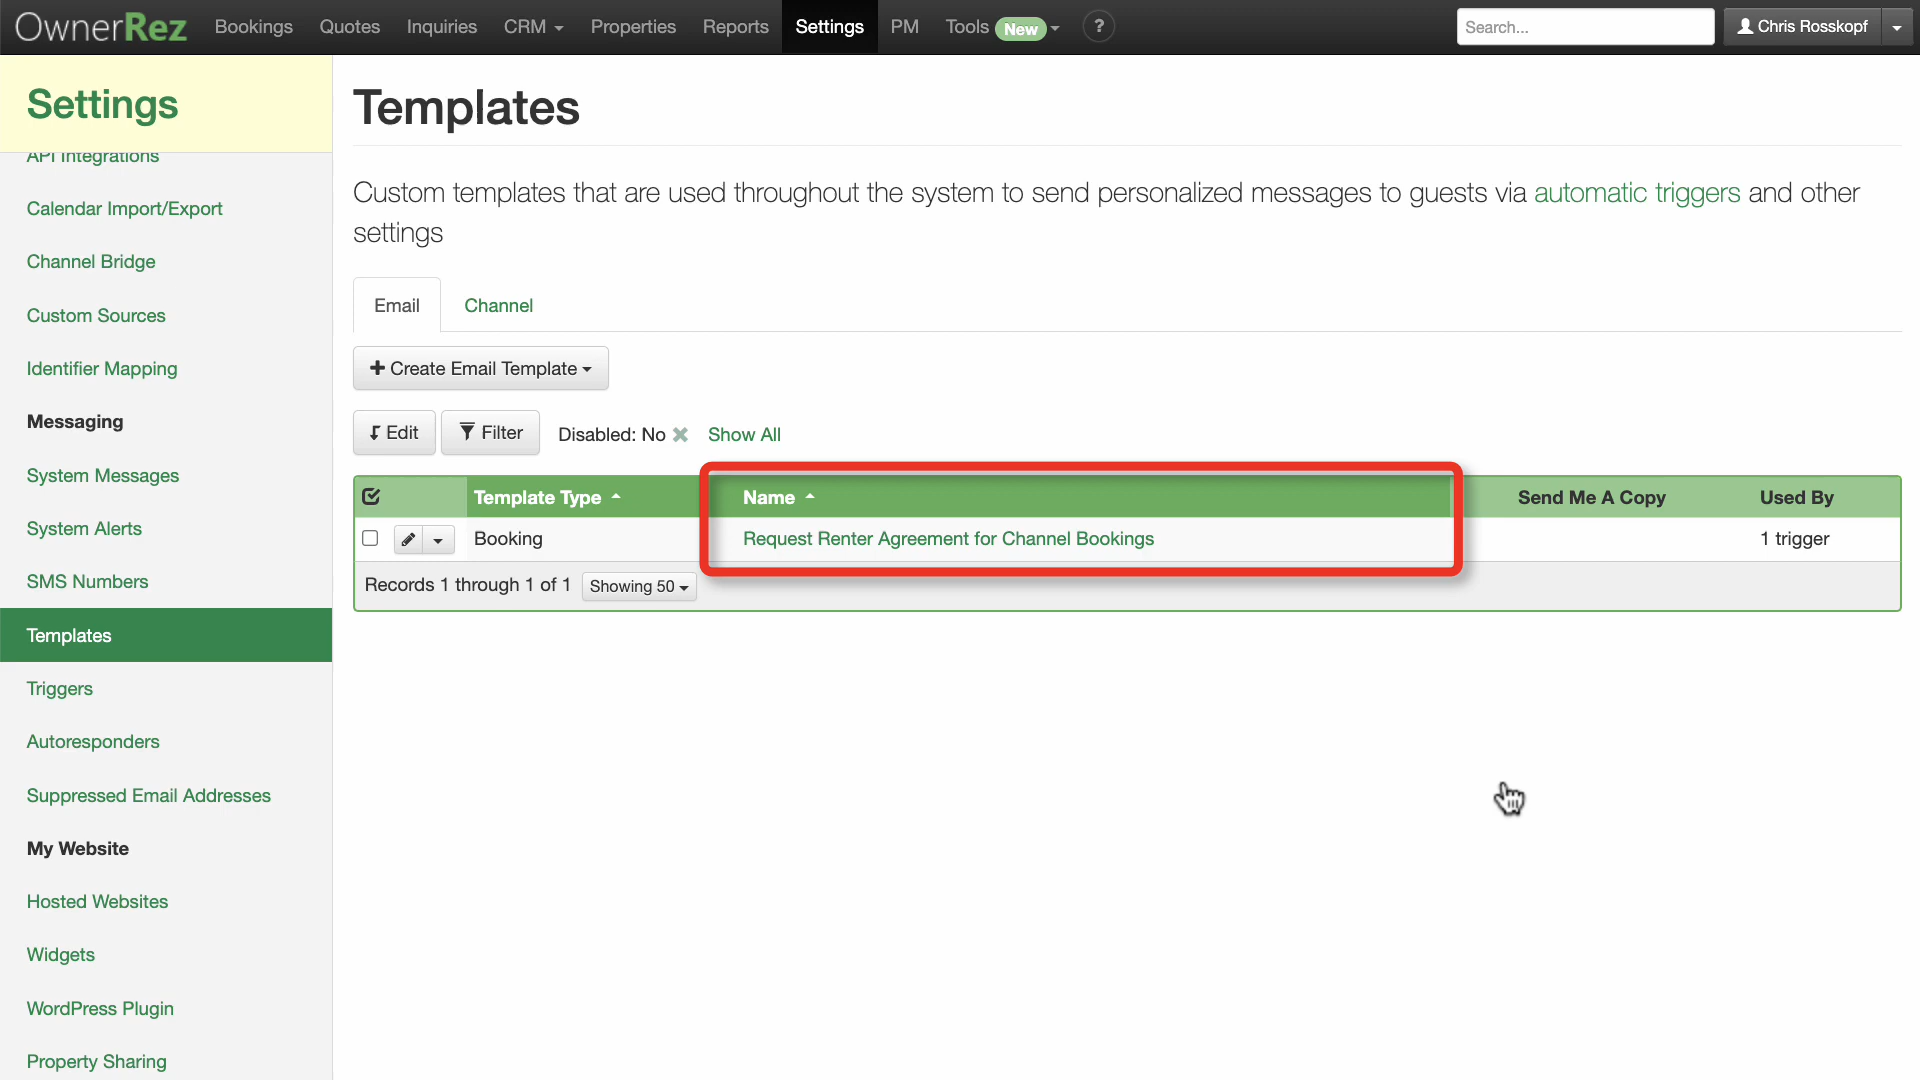 OwnerRez Bookings Quotes Inquiries CRM Properties Reports Settings PM Tools New ? Search... Chris Rosskopf
Settings
API Integrations
Calendar Import/Export
Channel Bridge
Custom Sources
Identifier Mapping
Messaging
System Messages
System Alerts
SMS Numbers
Templates
Triggers
Autoresponders
Suppressed Email Addresses
My Website
Hosted Websites
Widgets
WordPress Plugin
Property Sharing
Templates
Custom templates that are used throughout the system to send personalized messages to guests via automatic triggers and other
settings
Email Channel
Create Email Template
Edit Filter Disabled: No Show All
Template Type Name Send Me A Copy Used By
Booking Request Renter Agreement for Channel Bookings 1 trigger
Records 1 through 1 of 1 Showing 50